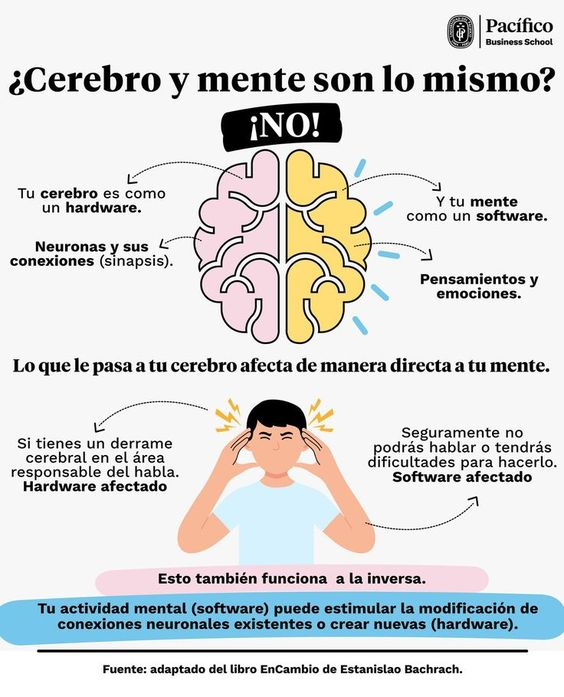 Pacífico
Business School
¿Cerebro y mente son lo mismo?
¡NO!
Tu cerebro es como
un hardware.
Y tu mente
como un software.
Neuronas y sus
conexiones (sinapsis).
Pensamientos y
emociones.
Lo que le pasa a tu cerebro afecta de manera directa a tu mente.
Si tienes un derrame
cerebral en el área
responsable del habla.
Hardware afectado
Seguramente no
podrás hablar o tendrás
dificultades para hacerlo.
Software afectado
Esto también funciona a la inversa.
Tu actividad mental (software) puede estimular la modificación de
conexiones neuronales existentes o crear nuevas (hardware).
Fuente: adaptado del libro EnCambio de Estanislao Bachrach.